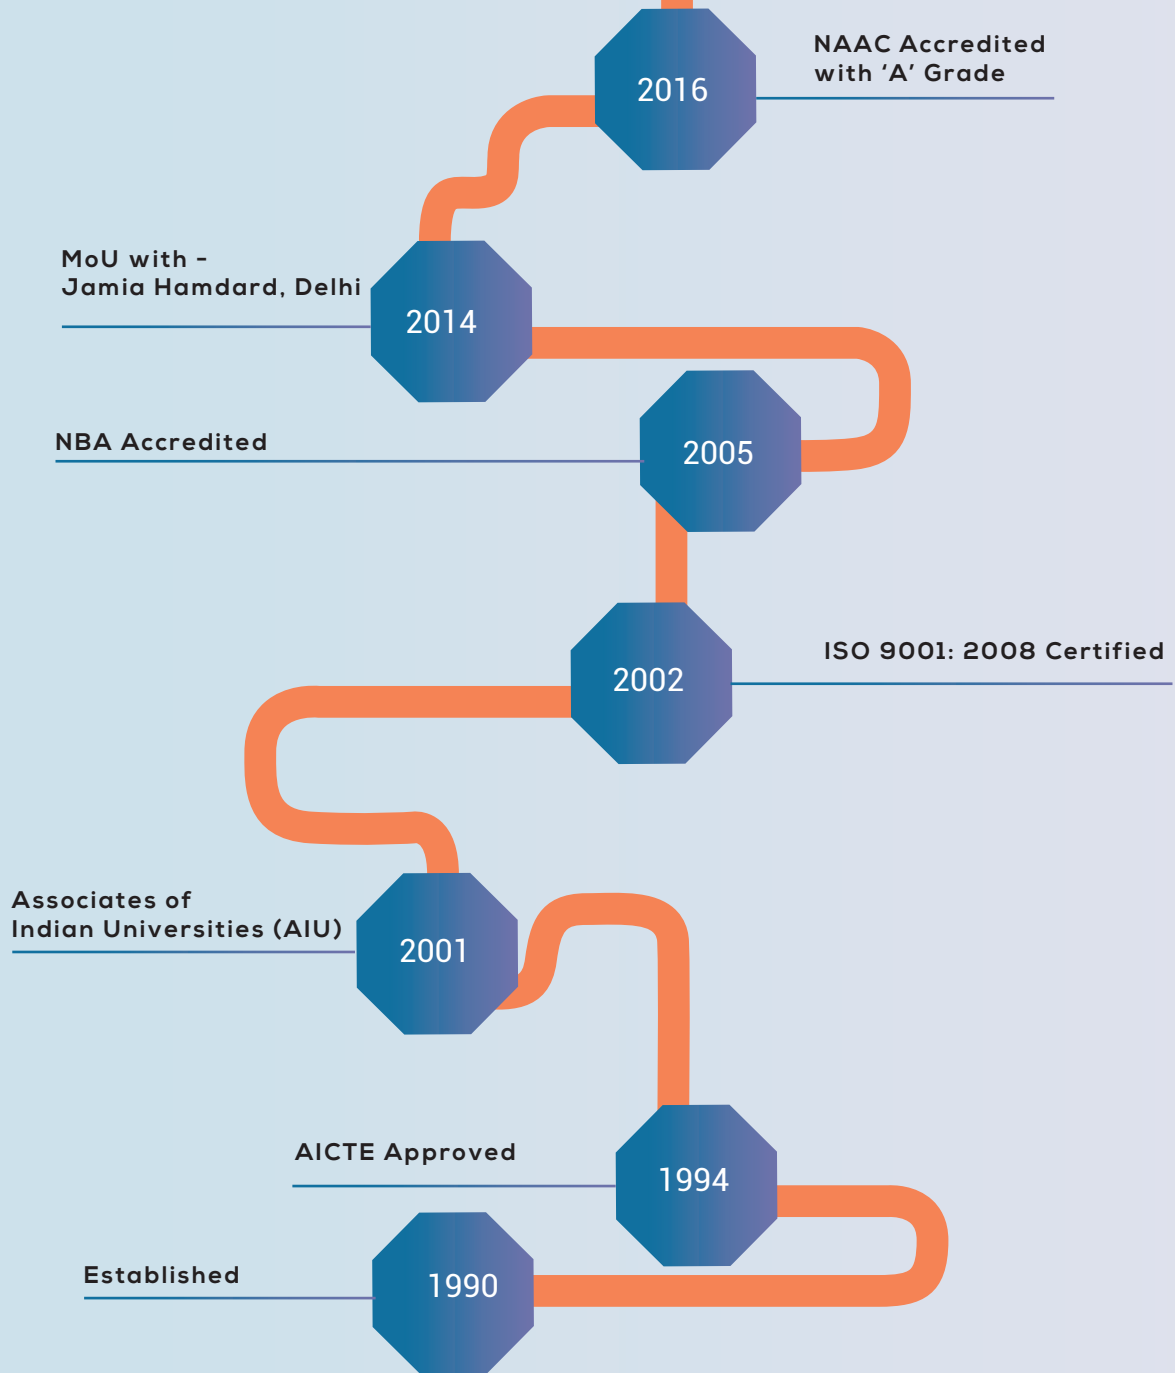 2016
NAAC Accredited
with ‘A’ Grade
MoU with -
Jamia Hamdard, Delhi
2014
NBA Accredited
2005
2002
ISO 9001: 2008 Certified
Associates of
Indian Universities (AIU)
2001
AICTE Approved
1994
Established
1990